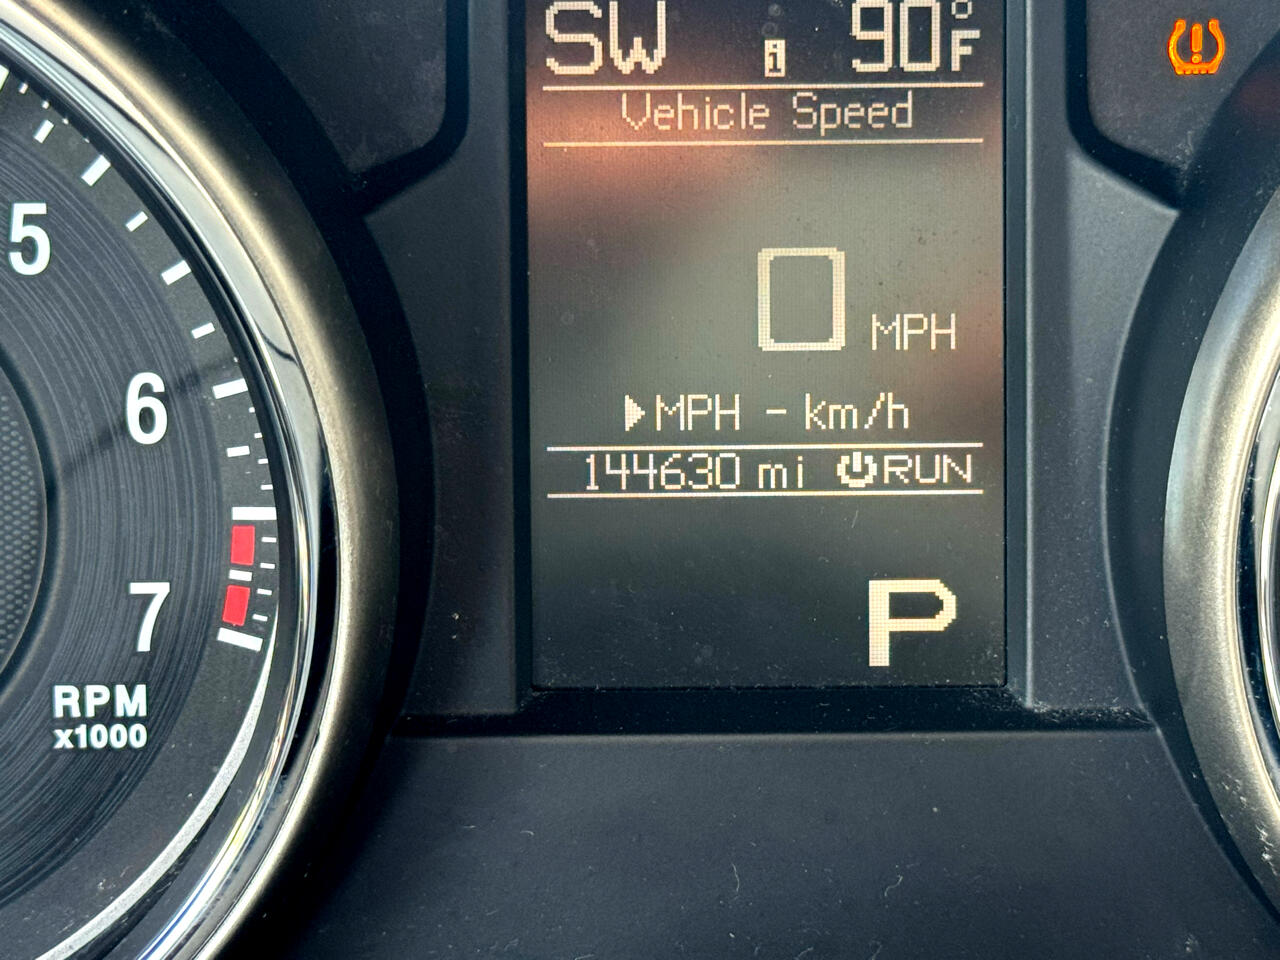 SW i 90°F
Vehicle Speed
0 MPH
▶MPH - km/h
144630 mi RUN
P
5
6
7
RPM
x1000